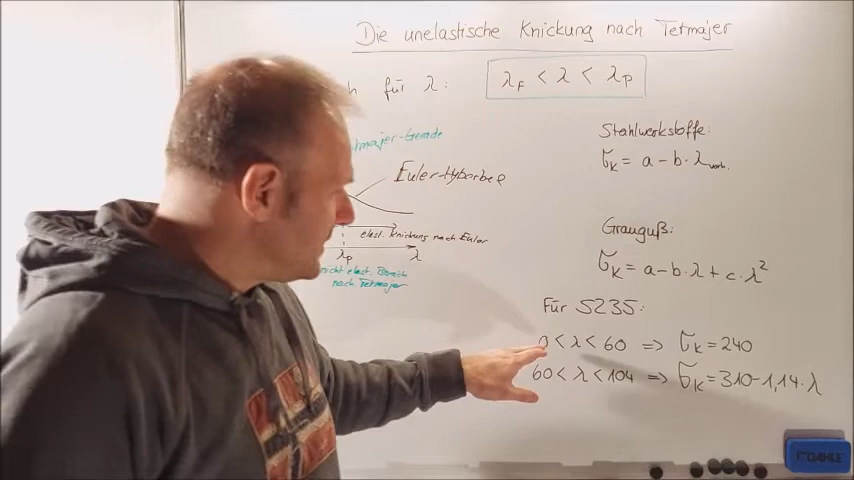 Die unelastische Knickung nach Tetmajer
für λ: λF < λ < λP
Tetmajer-Gerade
Euler-Hyperbel
elast. Knickung nach Euler
λP λ
nicht elast. Bereich
nach Tetmajer
Stahlwerkstoffe:
σK = a - b · λvorh.
Grauguß:
σK = a - b · λ + c · λ²
Für S235:
< λ < 60 => σK = 240
60 < λ < 104 => σK = 310 - 1,14 · λ
DAHLE